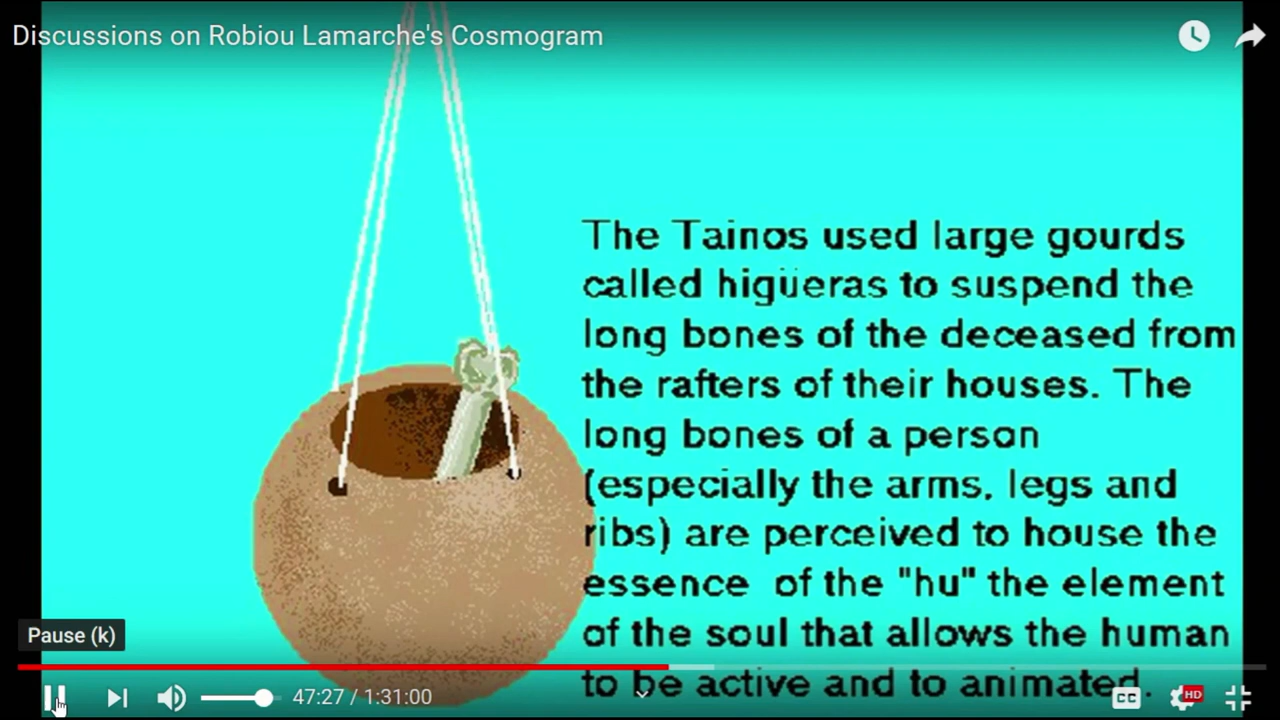 Discussions on Robiou Lamarche's Cosmogram
The Tainos used large gourds
called higüeras to suspend the
long bones of the deceased from
the rafters of their houses. The
long bones of a person
(especially the arms, legs and
ribs) are perceived to house the
essence of the "hu" the element
of the soul that allows the human
to be active and to animated.
Pause (k)
47:27 / 1:31:00
CC
HD